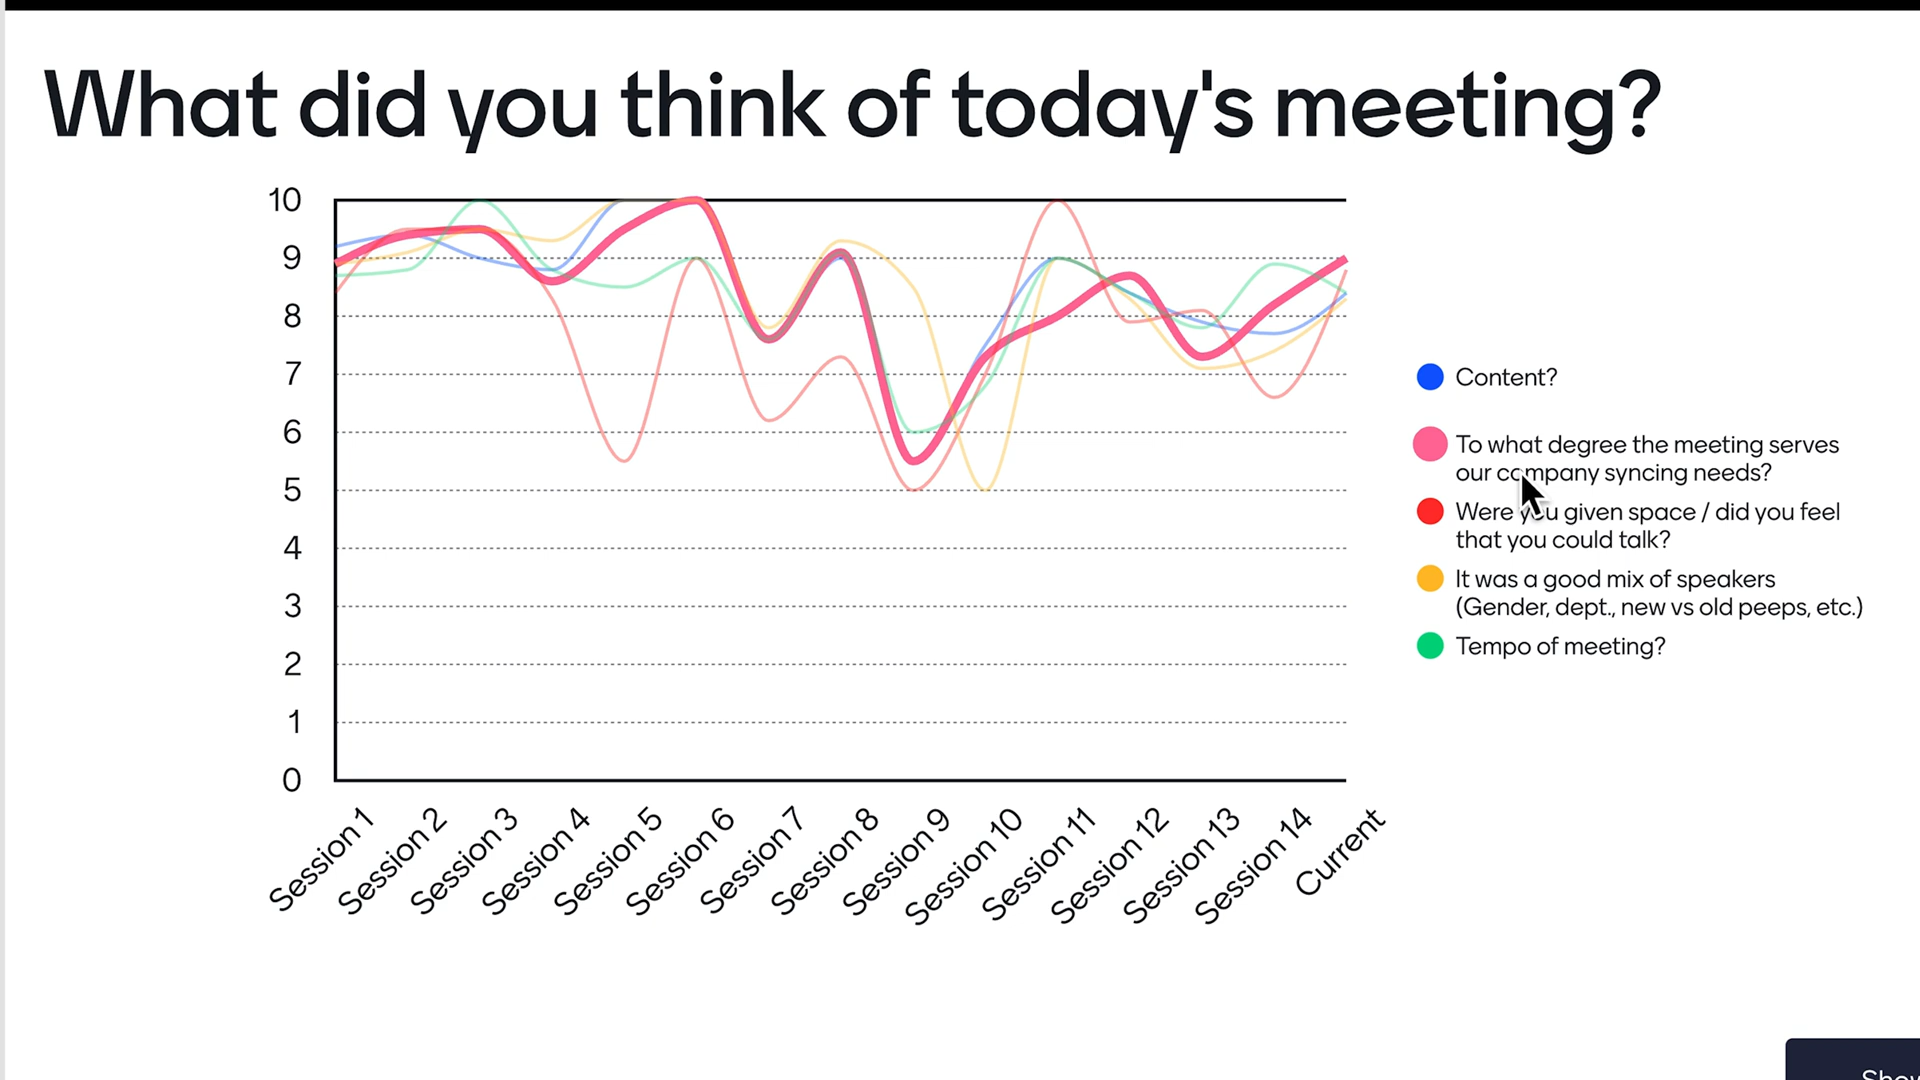 What did you think of today's meeting?
10
9
8
7
6
5
4
3
2
1
0
Session 1
Session 2
Session 3
Session 4
Session 5
Session 6
Session 7
Session 8
Session 9
Session 10
Session 11
Session 12
Session 13
Session 14
Current
Content?
To what degree the meeting serves
our company syncing needs?
Were you given space / did you feel
that you could talk?
It was a good mix of speakers
(Gender, dept., new vs old peeps, etc.)
Tempo of meeting?